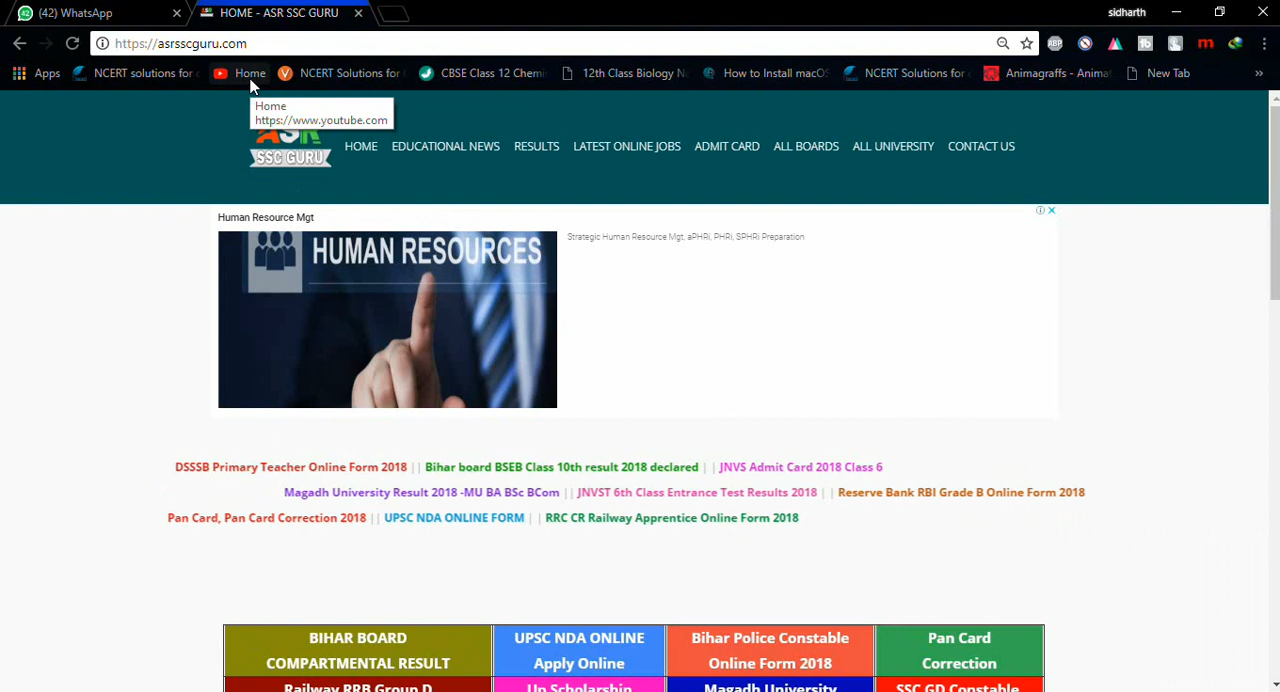 42
(42) WhatsApp
HOME - ASR SSC GURU
sidharth
https://asrsscguru.com
ABP
tb
m
Apps
NCERT solutions for
Home
NCERT Solutions for
CBSE Class 12 Chemi
12th Class Biology N
How to Install macOS
NCERT Solutions for
Animagraffs - Anima
New Tab
»
Home
https://www.youtube.com
ASR
SSC GURU
HOME
EDUCATIONAL NEWS
RESULTS
LATEST ONLINE JOBS
ADMIT CARD
ALL BOARDS
ALL UNIVERSITY
CONTACT US
Human Resource Mgt
HUMAN RESOURCES
Strategic Human Resource Mgt, aPHRi, PHRi, SPHRi Preparation
DSSSB Primary Teacher Online Form 2018 || Bihar board BSEB Class 10th result 2018 declared || JNVS Admit Card 2018 Class 6
Magadh University Result 2018 -MU BA BSc BCom || JNVST 6th Class Entrance Test Results 2018 || Reserve Bank RBI Grade B Online Form 2018
Pan Card, Pan Card Correction 2018 || UPSC NDA ONLINE FORM || RRC CR Railway Apprentice Online Form 2018
BIHAR BOARD
COMPARTMENTAL RESULT
UPSC NDA ONLINE
Apply Online
Bihar Police Constable
Online Form 2018
Pan Card
Correction
Railway RRB Group D
Up Scholarship
Magadh University
SSC GD Constable